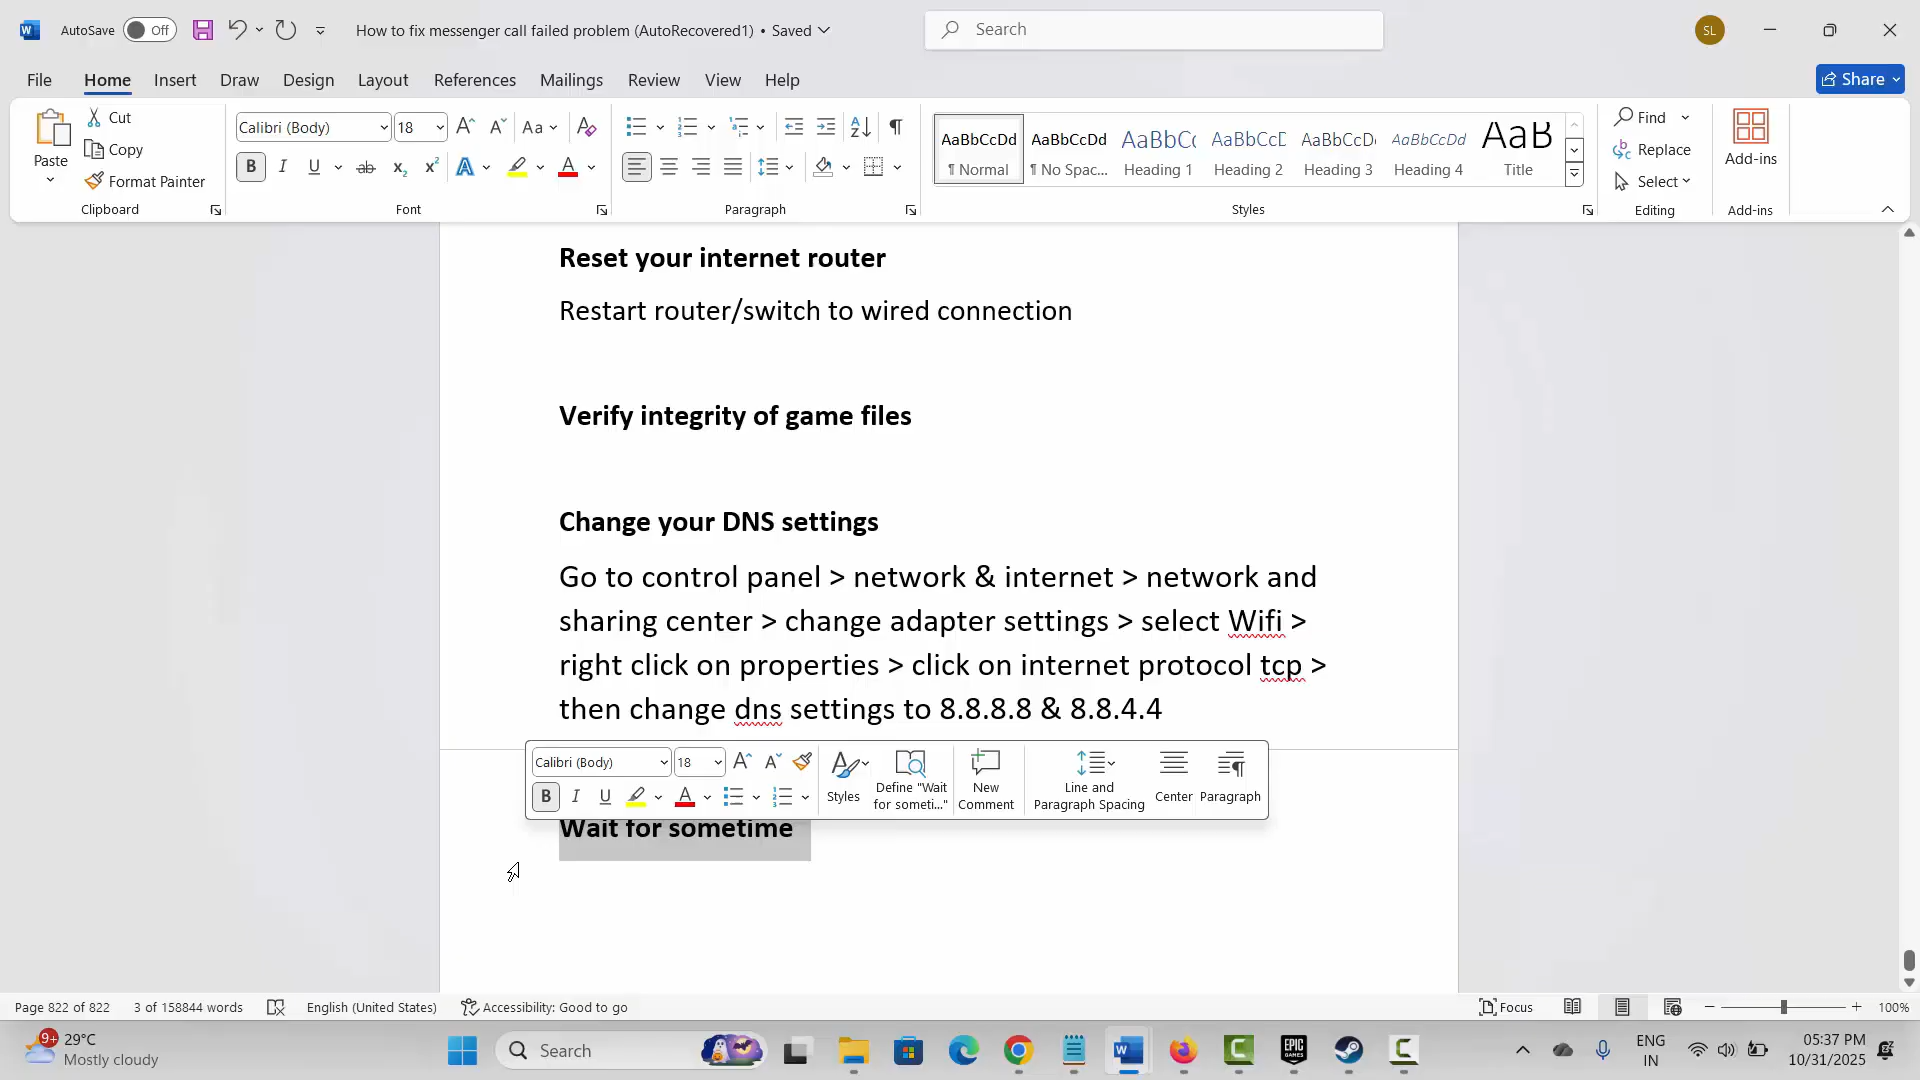 AutoSave Off How to fix messenger call failed problem (AutoRecovered1) • Saved Search SL
File Home Insert Draw Design Layout References Mailings Review View Help Share
Paste Cut Copy Format Painter Clipboard
Calibri (Body) 18 Aa B I U ab x₂ x² A A Font
Paragraph
AaBbCcDd ¶ Normal
AaBbCcDd ¶ No Spac...
AaBbCc Heading 1
AaBbCcD Heading 2
AaBbCcDd Heading 3
AaBbCcDd Heading 4
AaB Title
Styles
Find Replace Select Editing
Add-ins
Add-ins
Reset your internet router
Restart router/switch to wired connection
Verify integrity of game files
Change your DNS settings
Go to control panel > network & internet > network and
sharing center > change adapter settings > select Wifi >
right click on properties > click on internet protocol tcp >
then change dns settings to 8.8.8.8 & 8.8.4.4
Calibri (Body) 18 A A
B I U A
Styles
Define "Wait
for someti..."
New
Comment
Line and
Paragraph Spacing
Center
Paragraph
Wait for sometime
Page 822 of 822 3 of 158844 words English (United States) Accessibility: Good to go Focus 100%
9+ 29°C
Mostly cloudy
Search
EPIC GAMES
ENG
IN
05:37 PM
10/31/2025